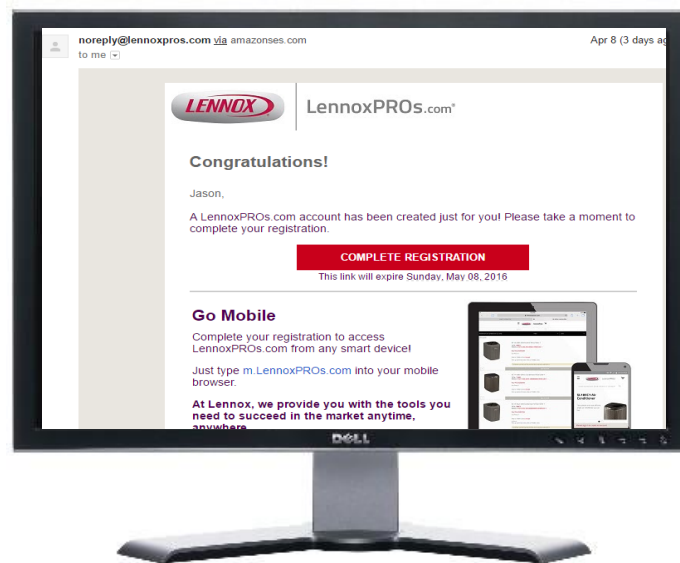 noreply@lennoxpros.com via amazonses.com
Apr 8 (3 days ag
to me
LENNOX
LennoxPROs.com®
Congratulations!
Jason,
A LennoxPROs.com account has been created just for you! Please take a moment to
complete your registration.
COMPLETE REGISTRATION
This link will expire Sunday, May 08, 2016
Go Mobile
Complete your registration to access
LennoxPROs.com from any smart device!
Just type m.LennoxPROs.com into your mobile
browser.
At Lennox, we provide you with the tools you
need to succeed in the market anytime,
anywhere
DELL